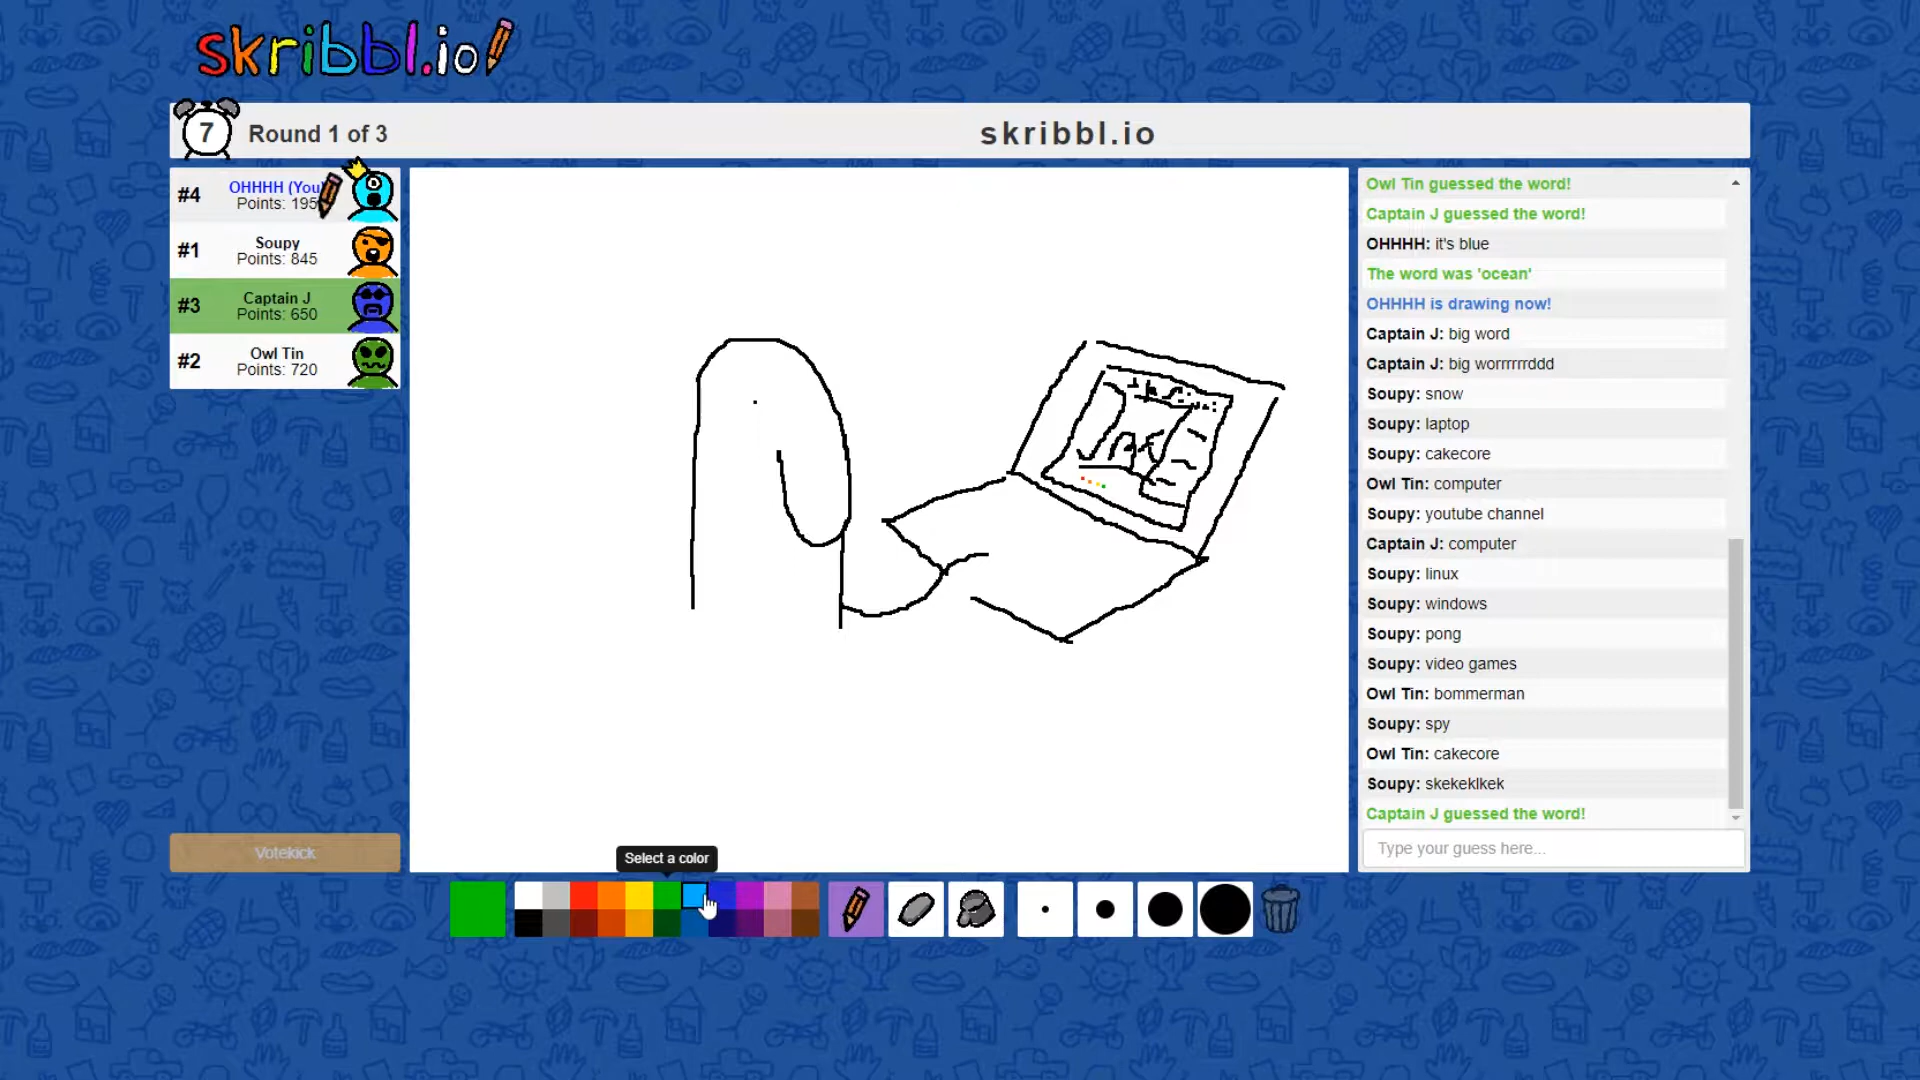 skribbl.io
7
Round 1 of 3
skribbl.io
#4
OHHHH (You
Points: 195
#1
Soupy
Points: 845
#3
Captain J
Points: 650
#2
Owl Tin
Points: 720
Votekick
Owl Tin guessed the word!
Captain J guessed the word!
OHHHH: it's blue
The word was 'ocean'
OHHHH is drawing now!
Captain J: big word
Captain J: big worrrrrrddd
Soupy: snow
Soupy: laptop
Soupy: cakecore
Owl Tin: computer
Soupy: youtube channel
Captain J: computer
Soupy: linux
Soupy: windows
Soupy: pong
Soupy: video games
Owl Tin: bommerman
Soupy: spy
Owl Tin: cakecore
Soupy: skekeklkek
Captain J guessed the word!
Type your guess here...
Select a color